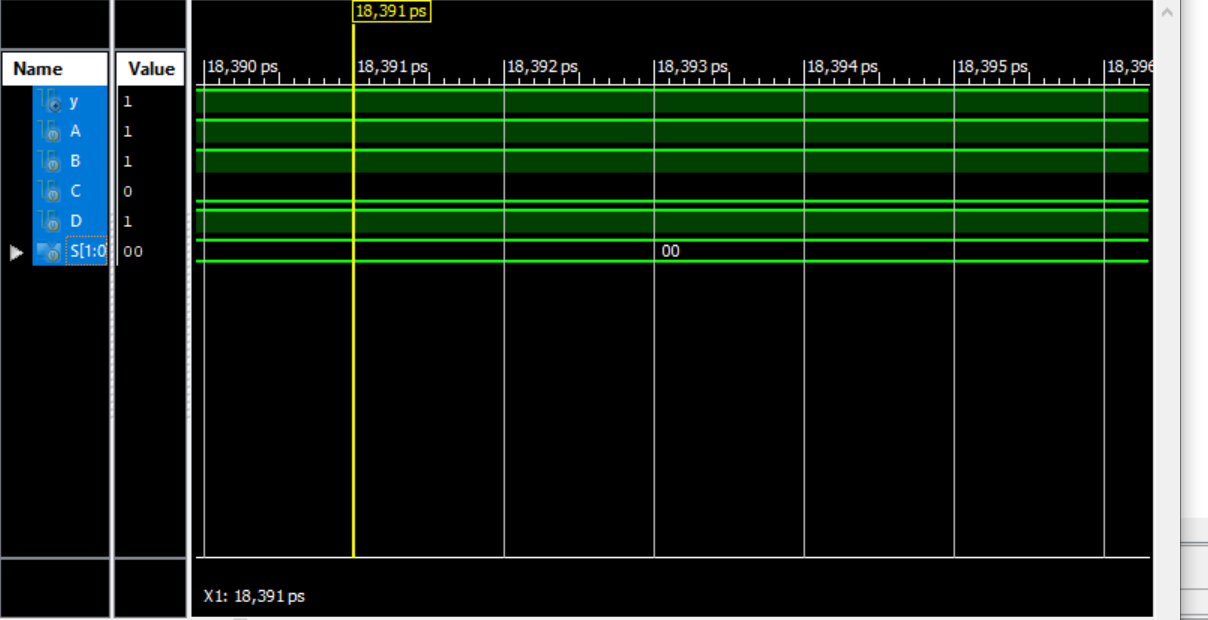 18,391 ps
Name Value 18,390 ps 18,391 ps 18,392 ps 18,393 ps 18,394 ps 18,395 ps 18,396
y 1
A 1
B 1
C 0
D 1
S[1:0 00 00
X1: 18,391 ps